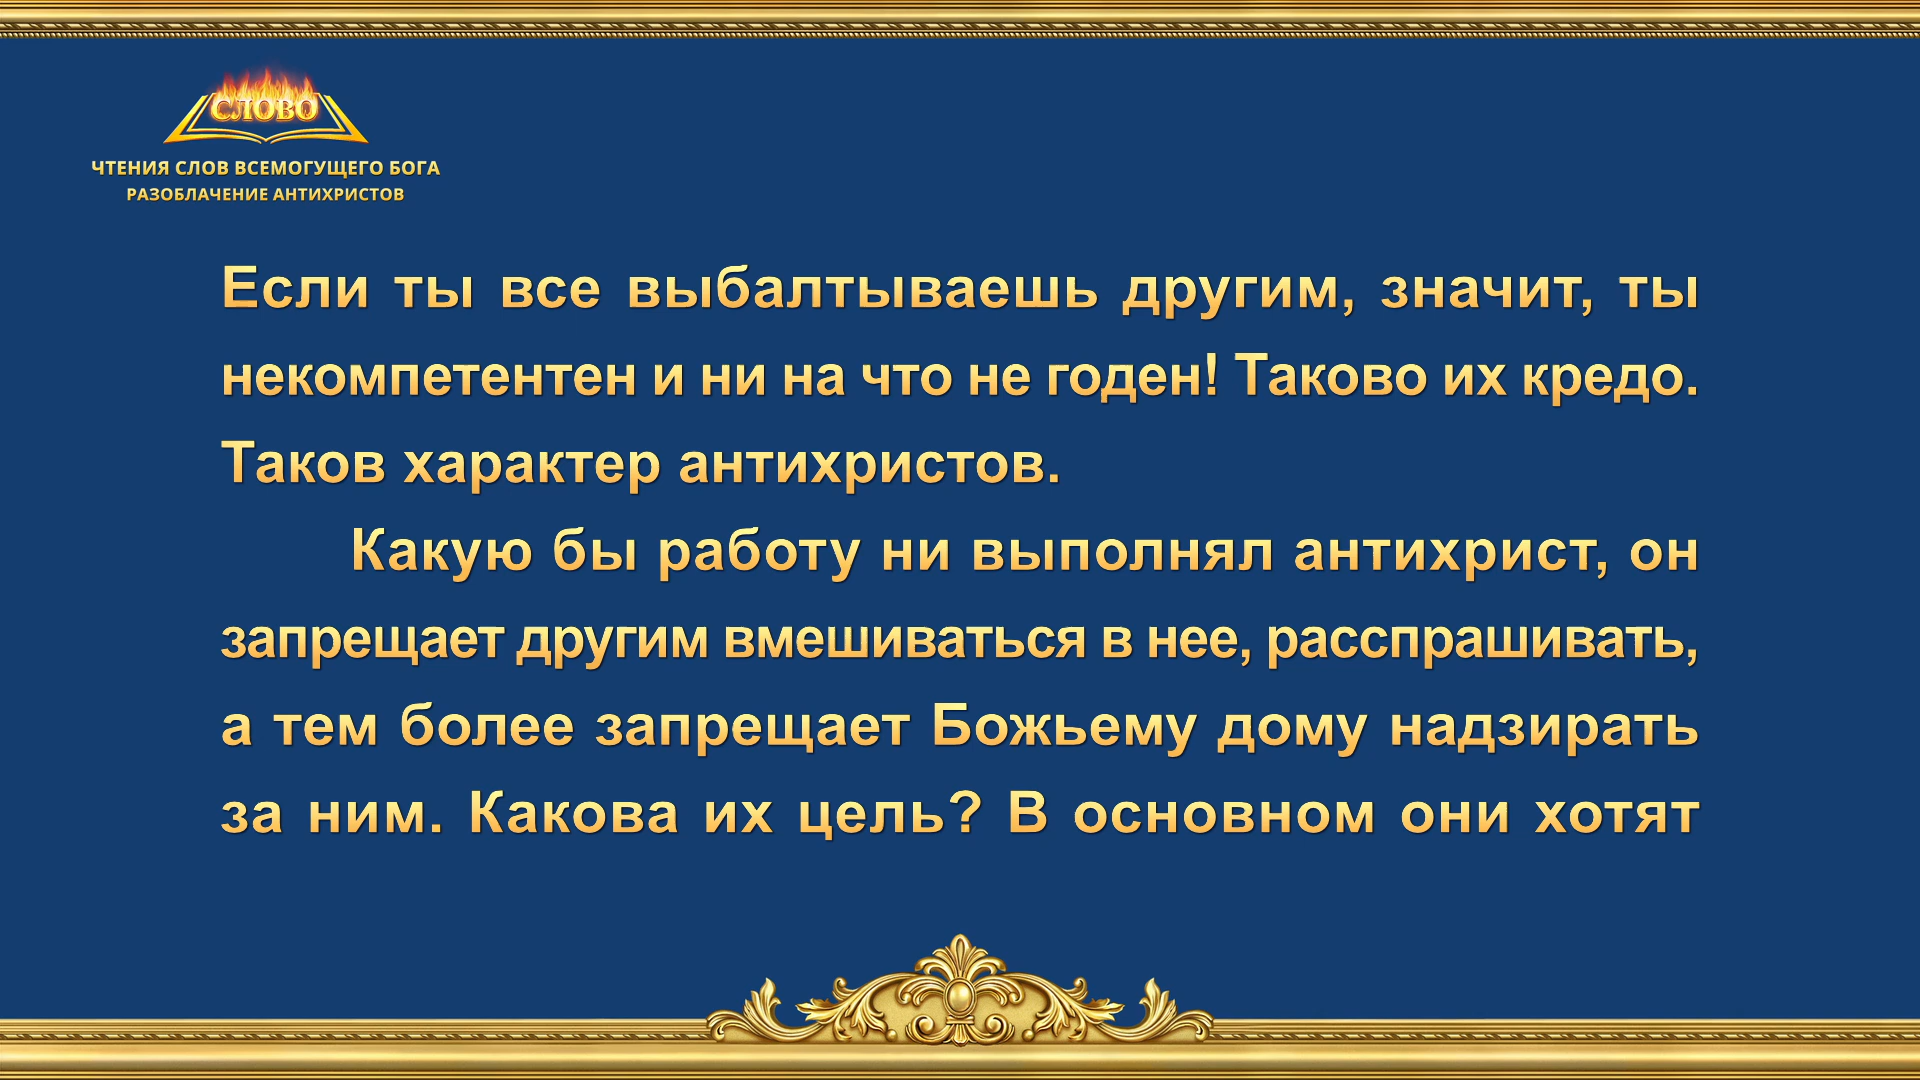 СЛОВО
ЧТЕНИЯ СЛОВ ВСЕМОГУЩЕГО БОГА
РАЗОБЛАЧЕНИЕ АНТИХРИСТОВ
Если ты все выбалтываешь другим, значит, ты
некомпетентен и ни на что не годен! Таково их кредо.
Таков характер антихристов.
Какую бы работу ни выполнял антихрист, он
запрещает другим вмешиваться в нее, расспрашивать,
а тем более запрещает Божьему дому надзирать
за ним. Какова их цель? В основном они хотят